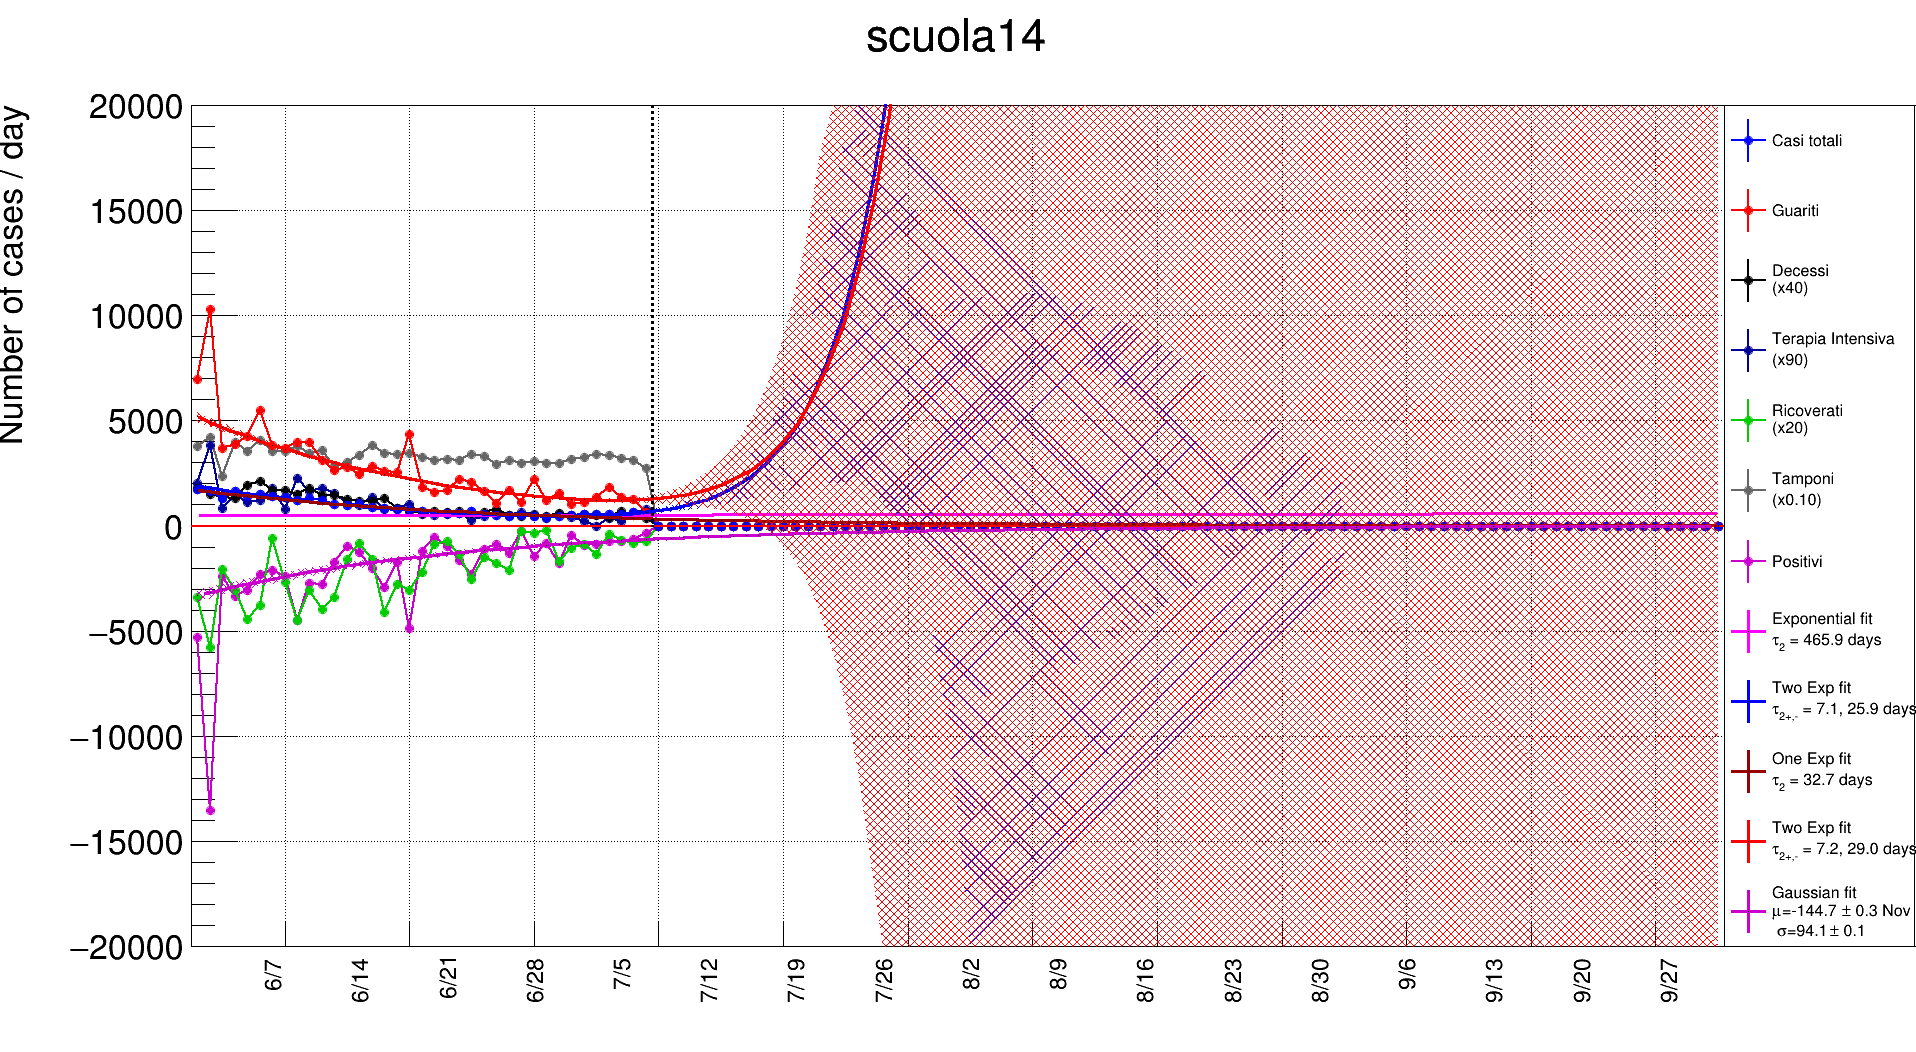 scuola14
Number of cases / day
20000
15000
10000
5000
0
−5000
−10000
−15000
−20000
6/7
6/14
6/21
6/28
7/5
7/12
7/19
7/26
8/2
8/9
8/16
8/23
8/30
9/6
9/13
9/20
9/27
Casi totali
Guariti
Decessi
(x40)
Terapia Intensiva
(x90)
Ricoverati
(x20)
Tamponi
(x0.10)
Positivi
Exponential fit
τ2 = 465.9 days
Two Exp fit
τ2+,- = 7.1, 25.9 days
One Exp fit
τ2 = 32.7 days
Two Exp fit
τ2+,- = 7.2, 29.0 days
Gaussian fit
μ=-144.7 ± 0.3 Nov
σ=94.1± 0.1